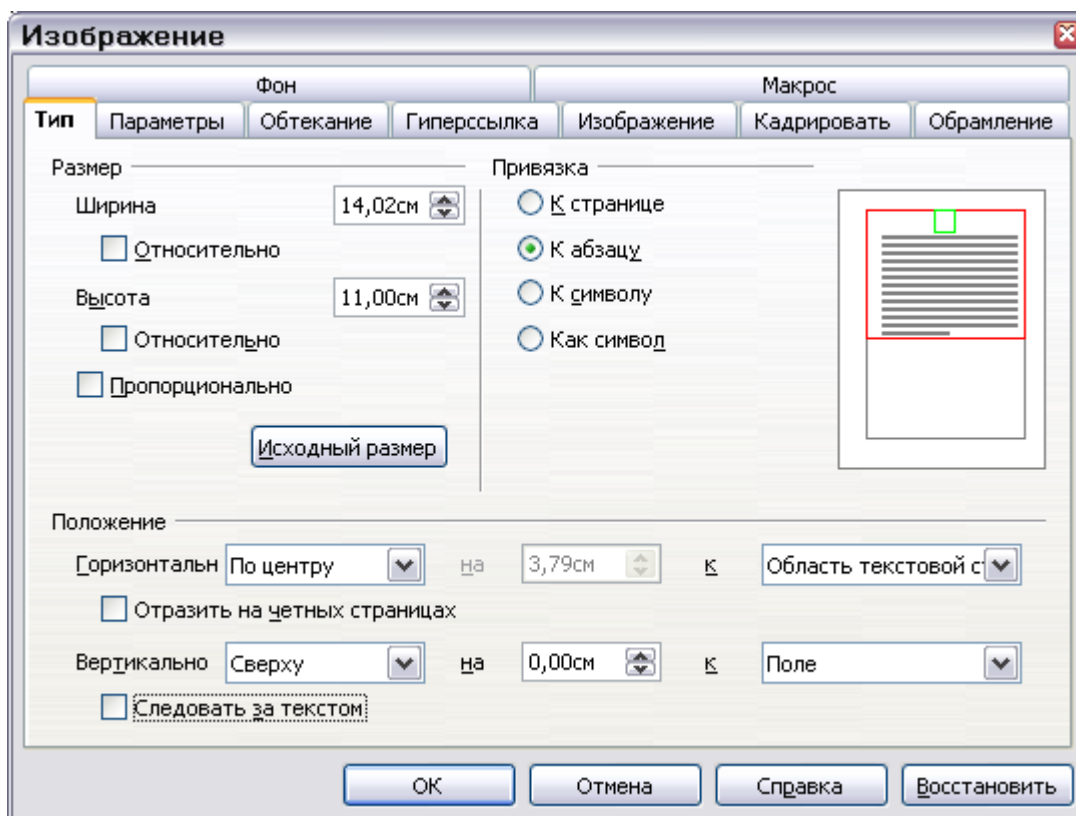 Изображение
Фон Макрос
Тип Параметры Обтекание Гиперссылка Изображение Кадрировать Обрамление
Размер Привязка
Ширина 14,02см К странице
Относительно К абзацу
Высота 11,00см К символу
Относительно Как символ
Пропорционально
Исходный размер
Положение
Горизонтальн По центру на 3,79см к Область текстовой ст
Отразить на четных страницах
Вертикально Сверху на 0,00см к Поле
Следовать за текстом
ОК Отмена Справка Восстановить